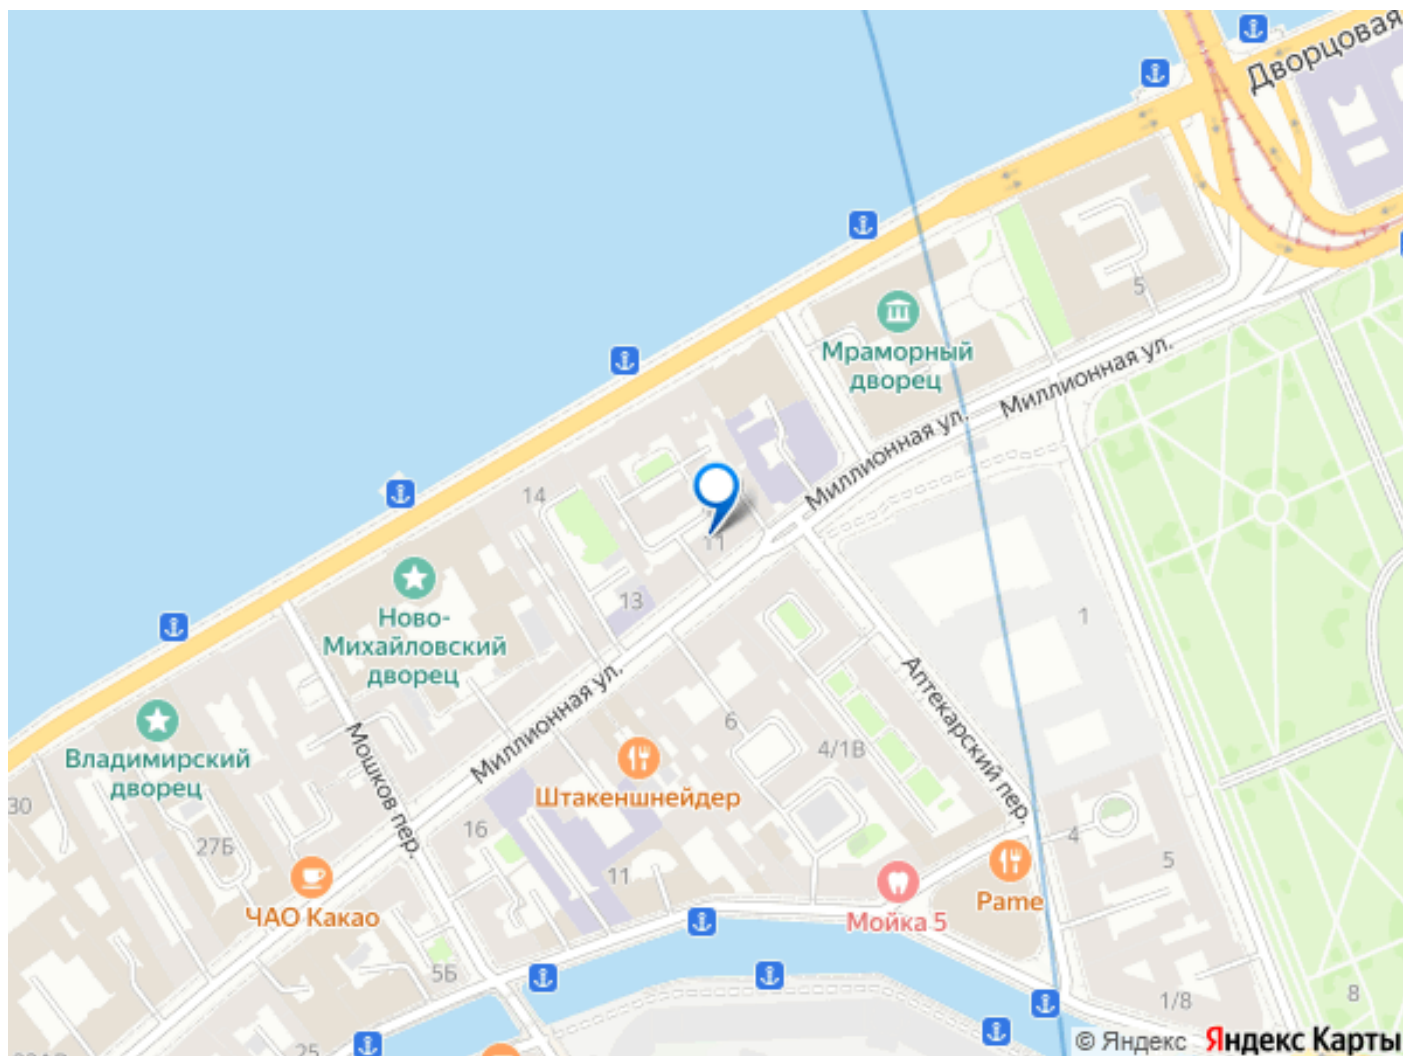 Дворцовая
5
Мраморный
дворец
Миллионная ул.
Миллионная ул.
14
11
13
1
Ново-
Михайловский
дворец
Миллионная ул.
Аптекарский пер.
6
4/1В
Владимирский
дворец
Мошков пер.
Штакеншнейдер
30
27Б
16
11
4
5
ЧАО Какао
Мойка 5
Pame
5Б
1/8
8
25
© Яндекс Яндекс Карты